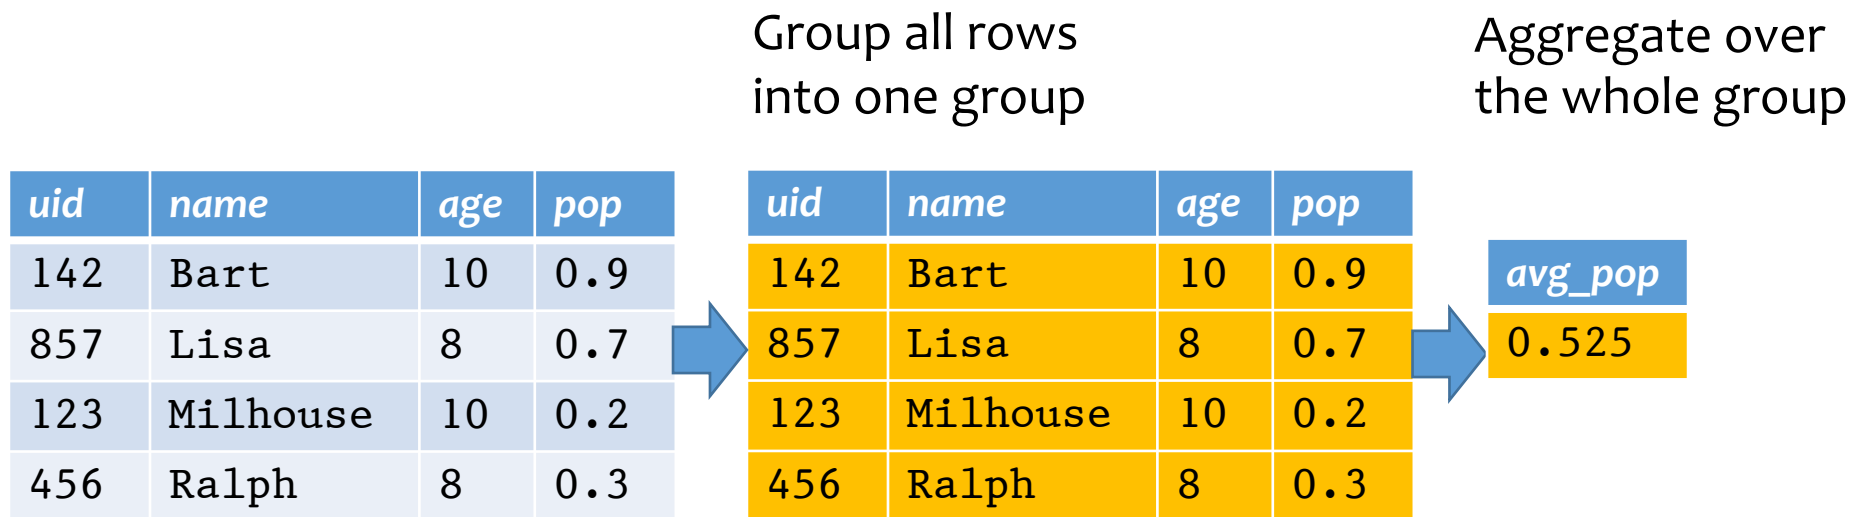 Group all rows
into one group
Aggregate over
the whole group
uid name age pop
142 Bart 10 0.9
857 Lisa 8 0.7
123 Milhouse 10 0.2
456 Ralph 8 0.3
uid name age pop
142 Bart 10 0.9
857 Lisa 8 0.7
123 Milhouse 10 0.2
456 Ralph 8 0.3
avg_pop
0.525